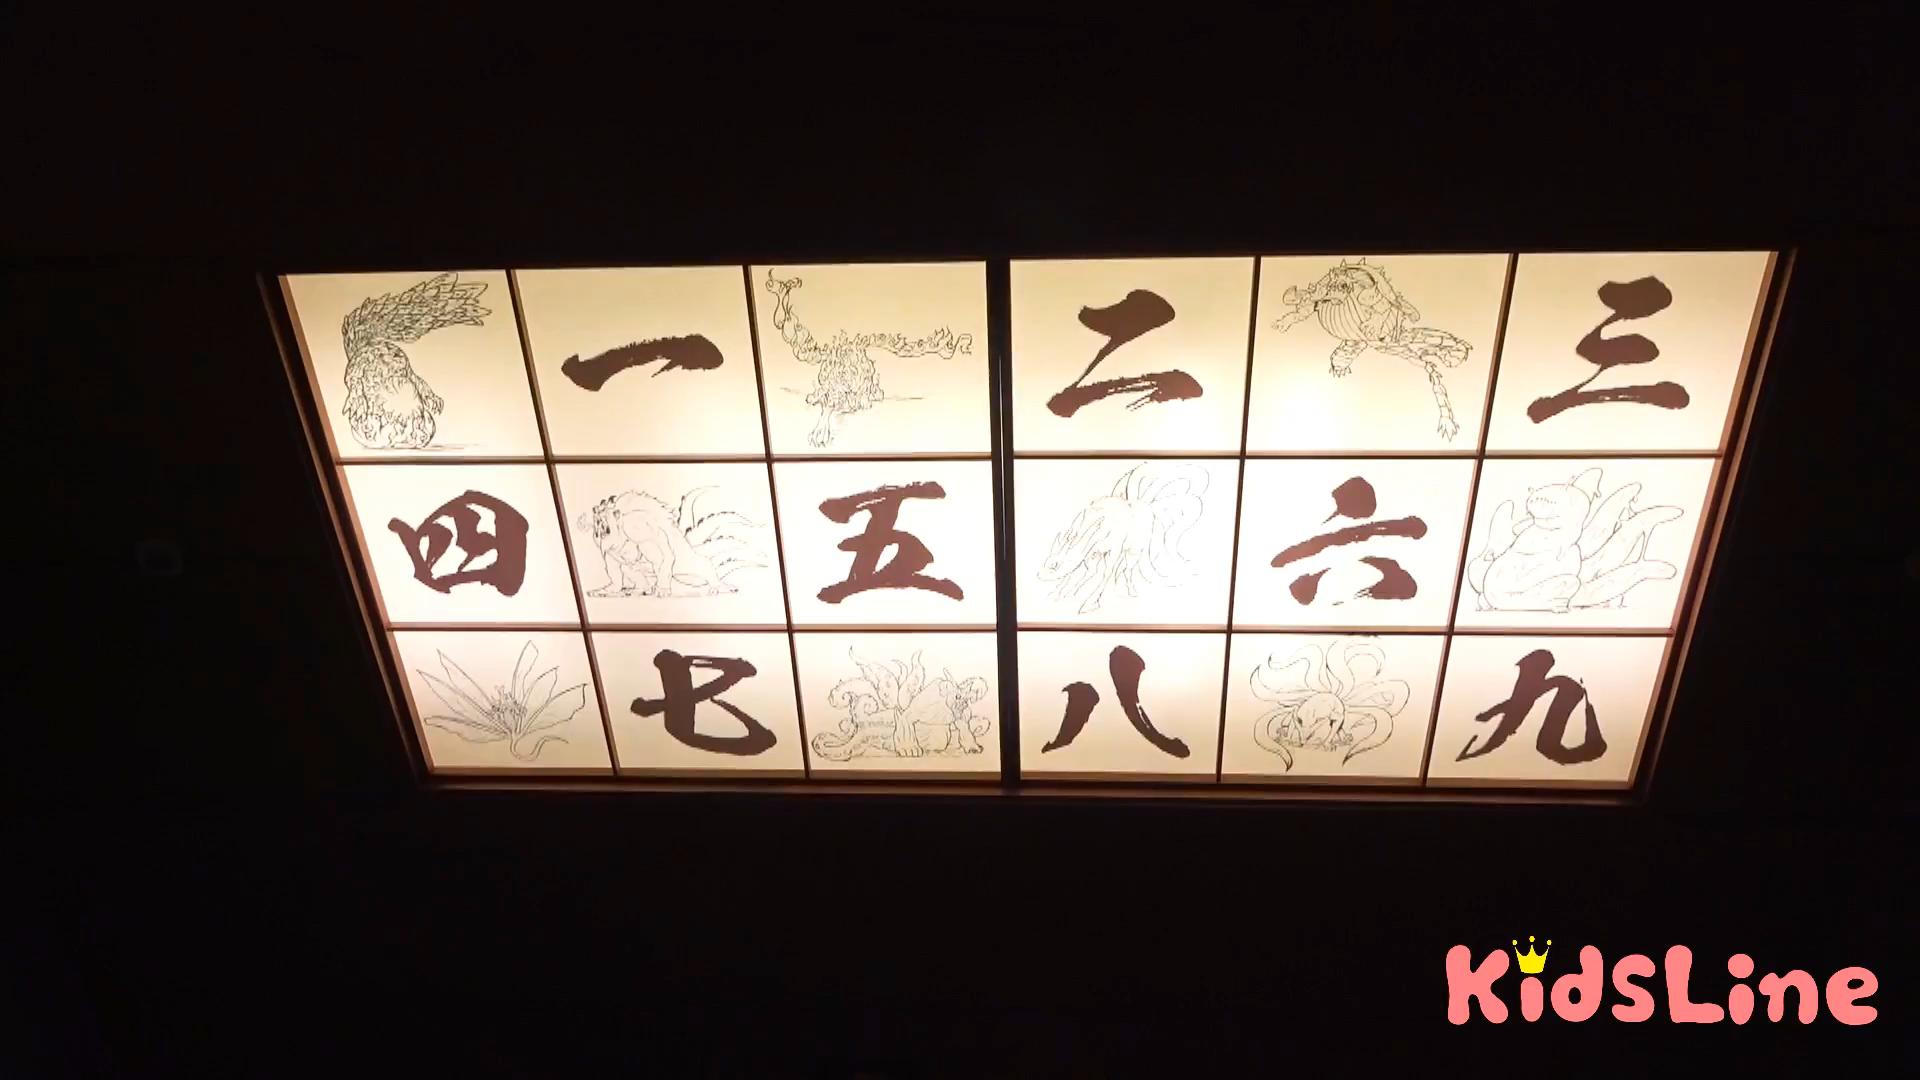 一 二 三
四 五 六
七 八 九
KidsLine